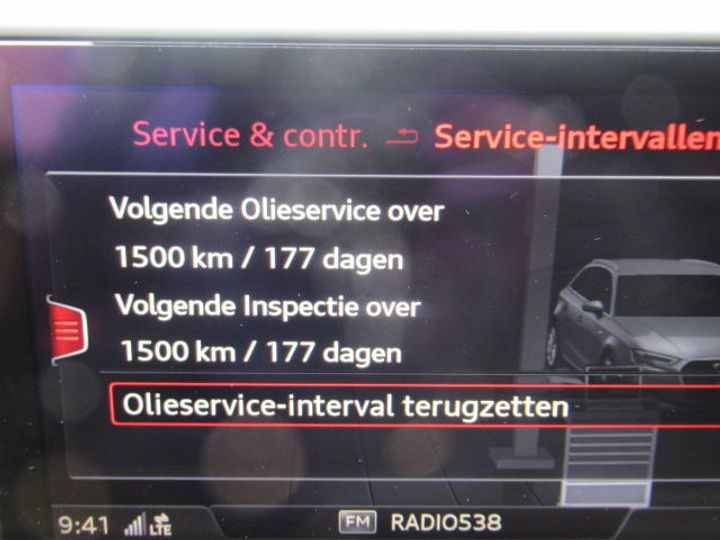 Service & contr. Service-intervallen
Volgende Olieservice over
1500 km / 177 dagen
Volgende Inspectie over
1500 km / 177 dagen
Olieservice-interval terugzetten
9:41 LTE FM RADIO538